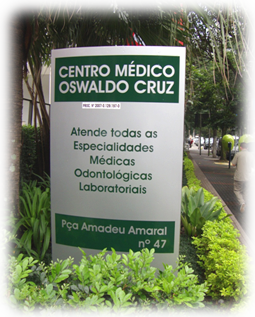 CENTRO MÉDICO
OSWALDO CRUZ
Atende todas as
Especialidades
Médicas
Odontológicas
Laboratoriais
Pça Amadeu Amaral
nº 47